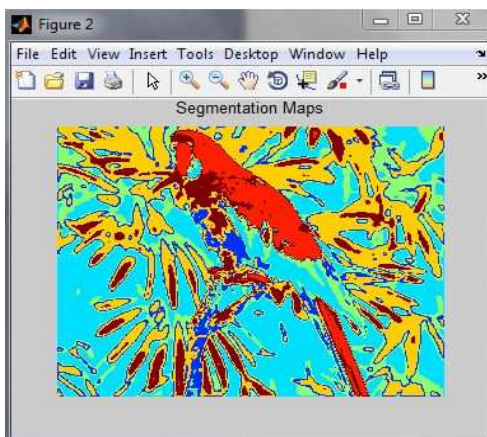 Figure 2
File Edit View Insert Tools Desktop Window Help
Segmentation Maps